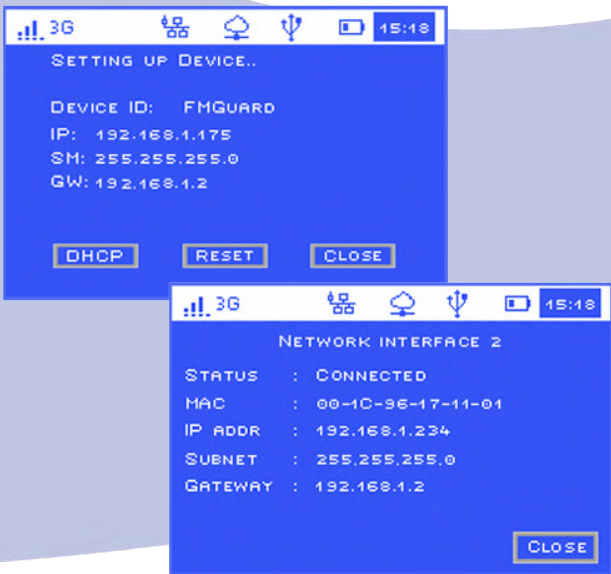 3G 15:18
Setting up Device..
Device ID: FMGuard
IP: 192.168.1.175
SM: 255.255.255.0
GW: 192.168.1.2
DHCP Reset Close
3G 15:18
Network interface 2
Status : Connected
MAC : 00-1C-96-17-11-01
IP addr : 192.168.1.234
Subnet : 255.255.255.0
Gateway : 192.168.1.2
Close